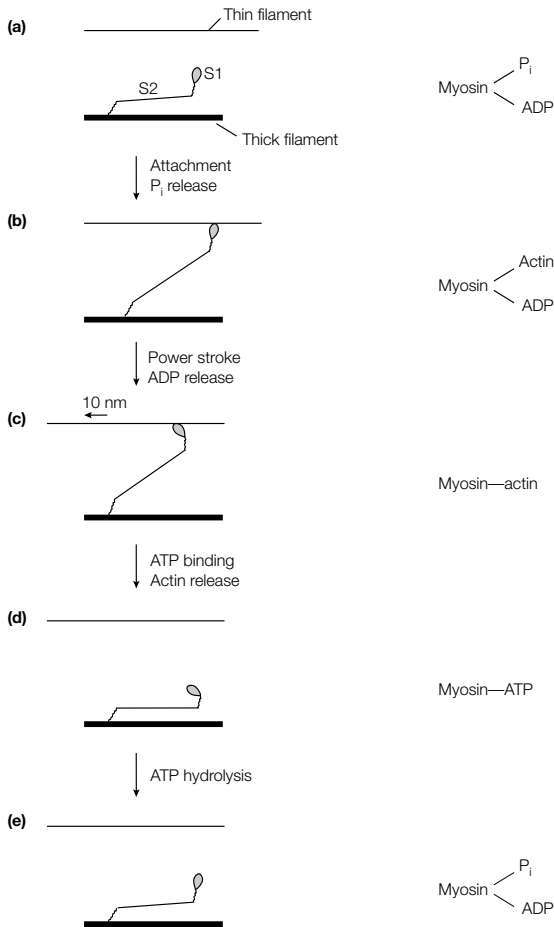 (a)
Thin filament
S1
S2
Thick filament
Myosin
Pi
ADP
Attachment
Pi release
(b)
Myosin
Actin
ADP
Power stroke
ADP release
10 nm
(c)
Myosin—actin
ATP binding
Actin release
(d)
Myosin—ATP
ATP hydrolysis
(e)
Myosin
Pi
ADP